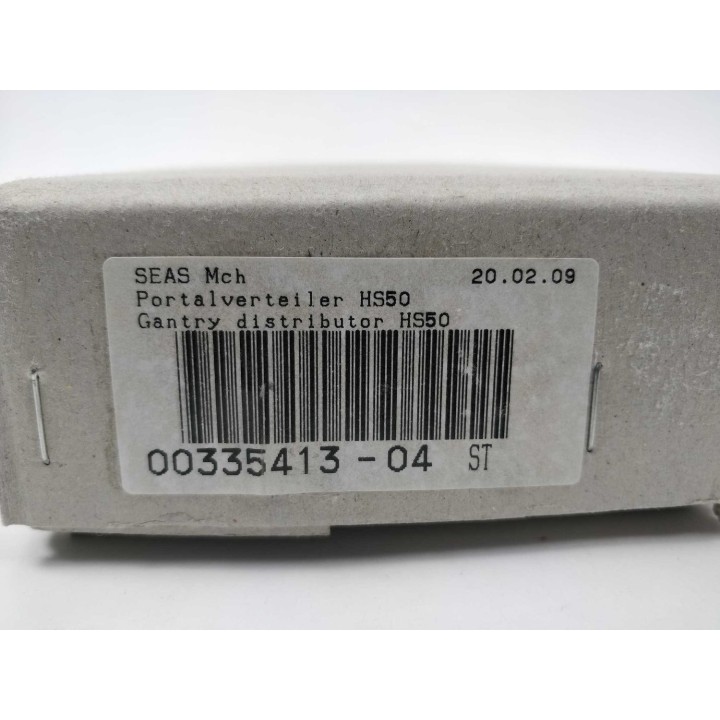 SEAS Mch 20.02.09
Portalverteiler HS50
Gantry distributor HS50
00335413-04 ST